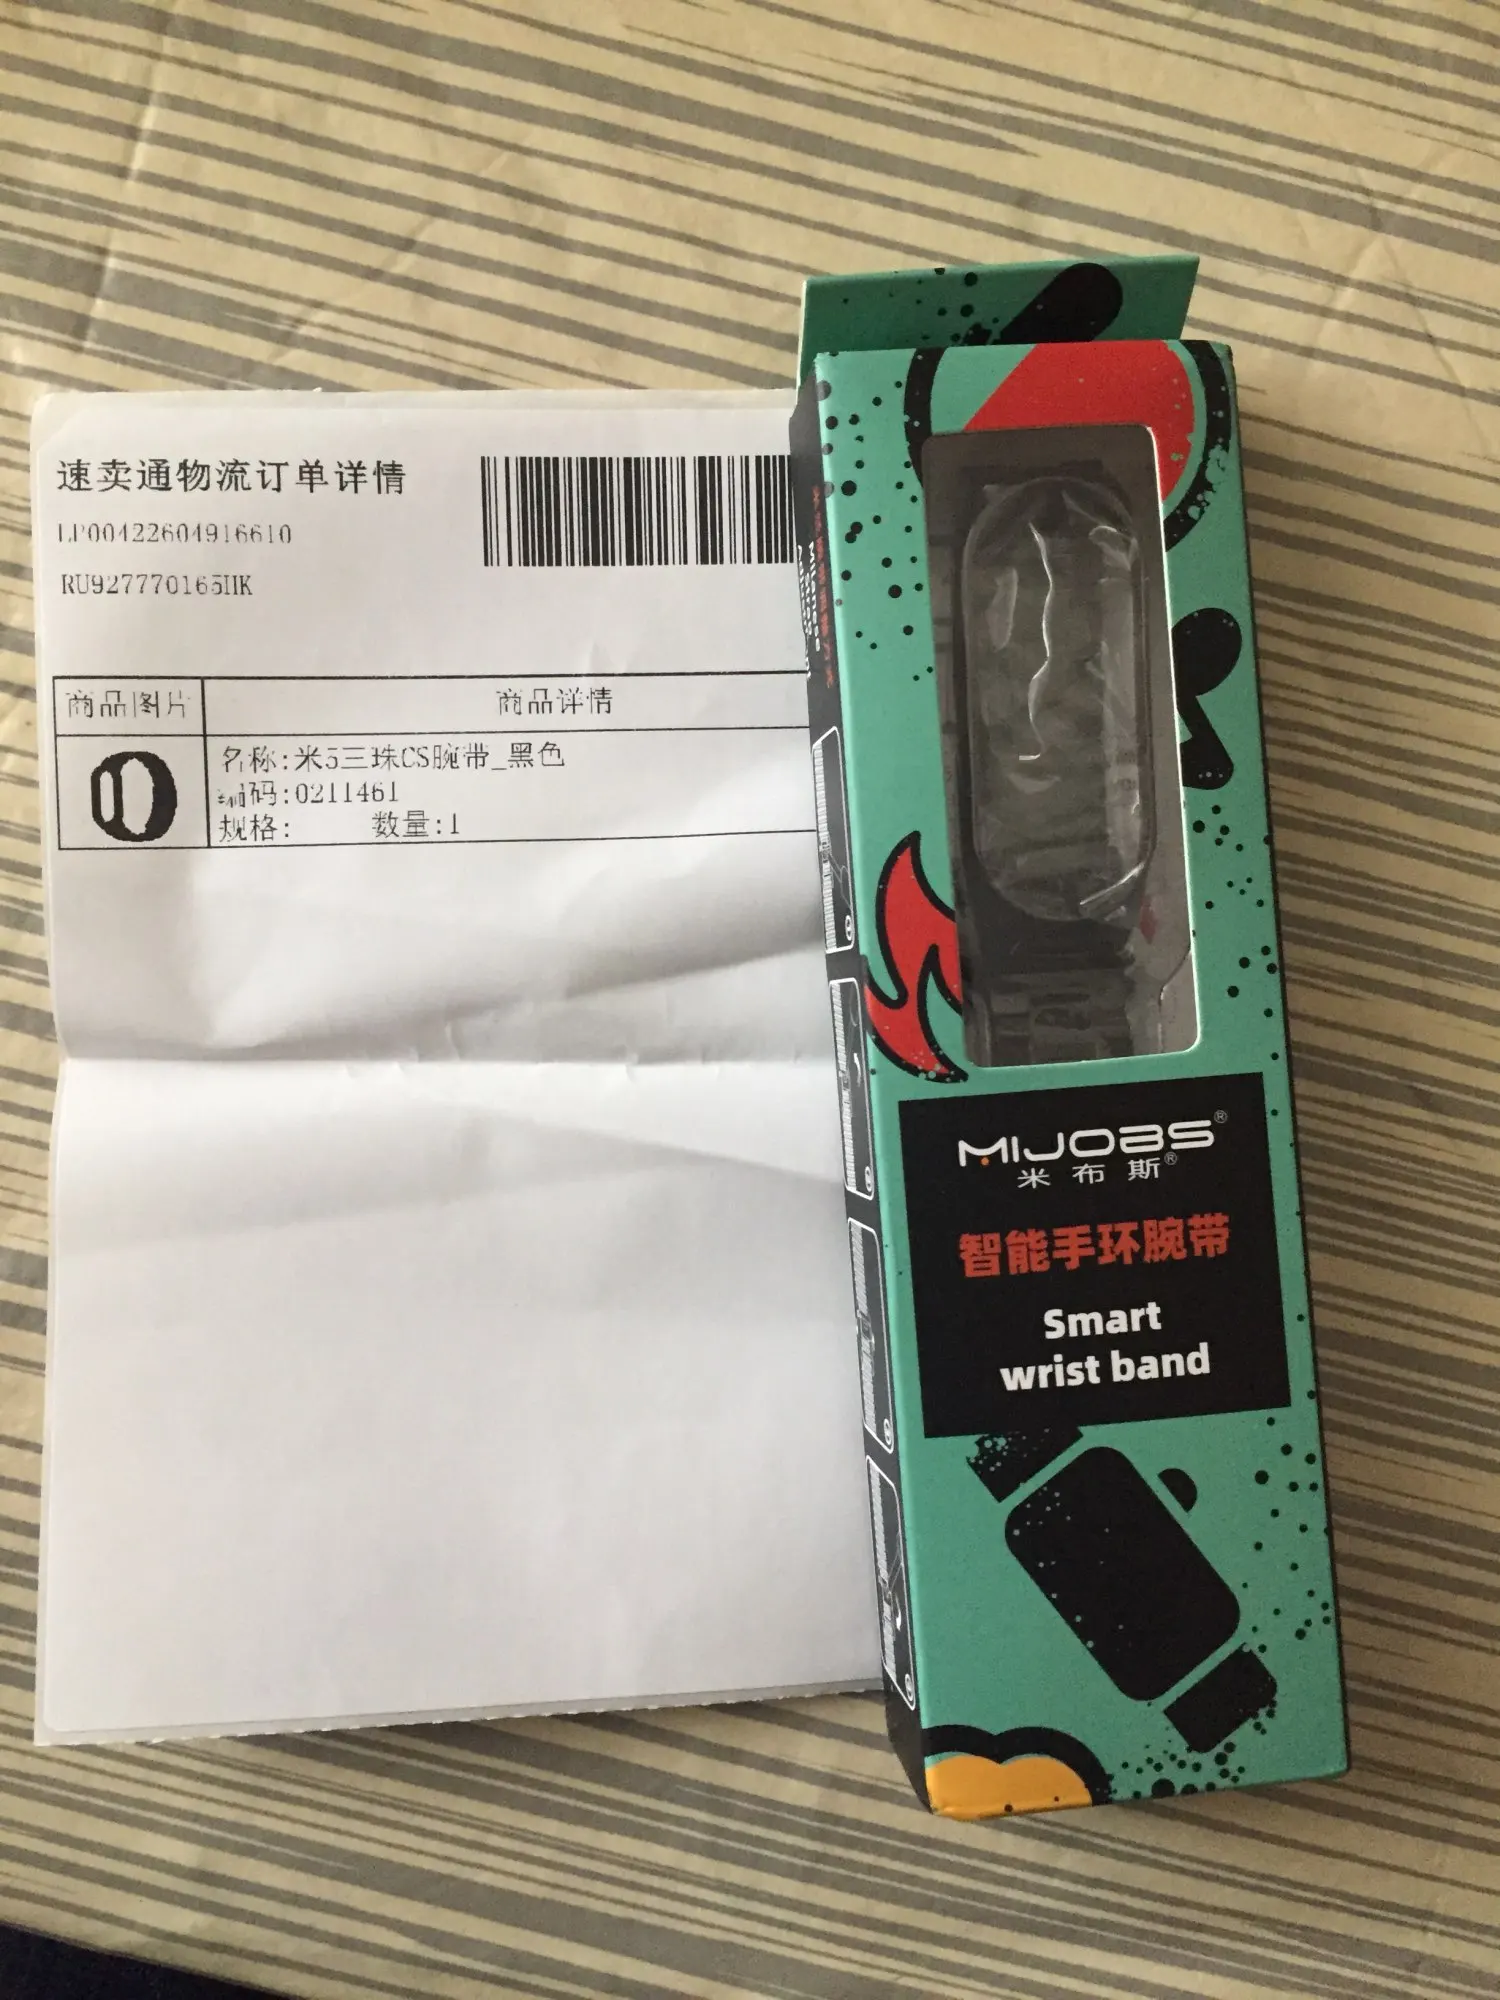 速卖通物流订单详情
LP00422604916610
RU927770165HK
商品图片
商品详情
名称:米5三珠CS腕带_黑色
编码:0211461
规格: 数量:1
MIJOBS®
米布斯®
智能手环腕带
Smart
wrist band